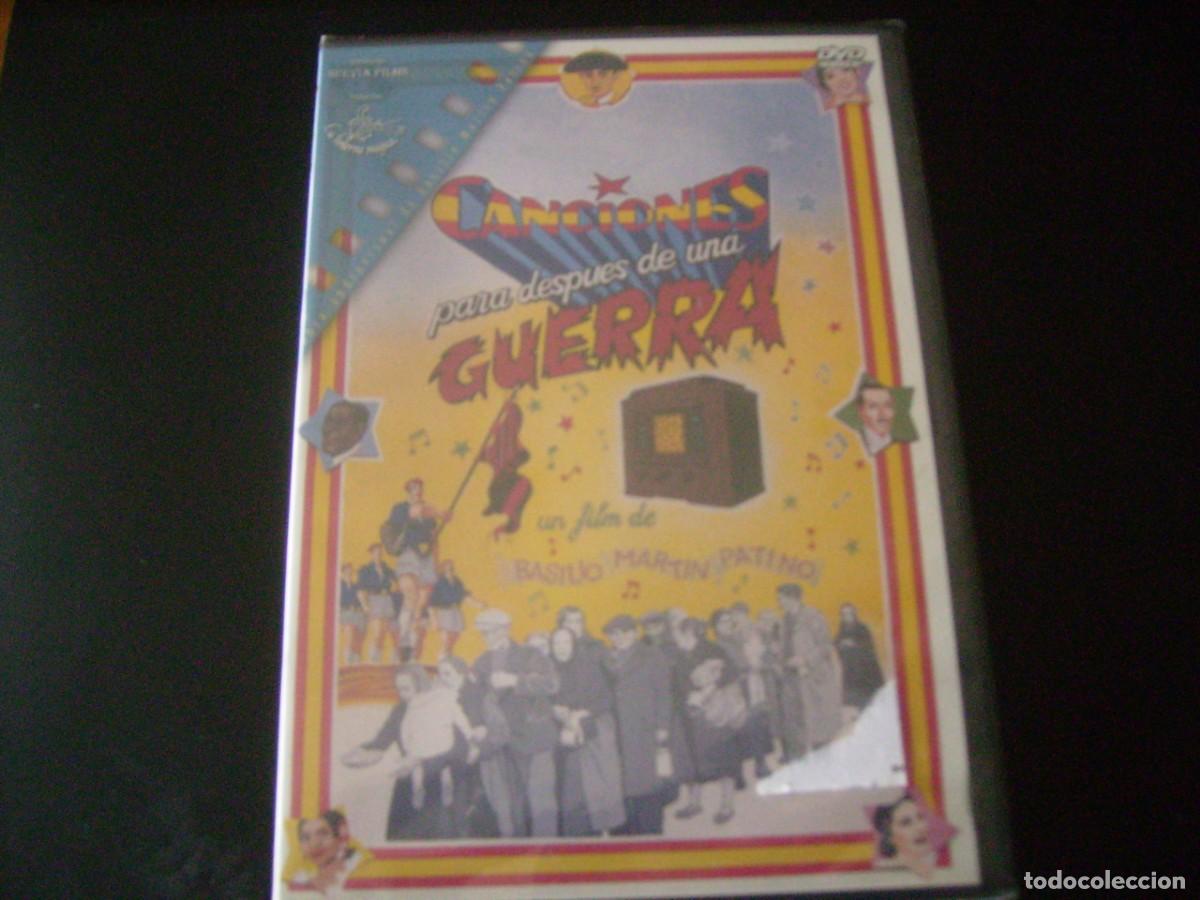 DVD
CANCIONES
para despues de una
GUERRA
un film de
BASILIO MARTIN PATINO
todocoleccion